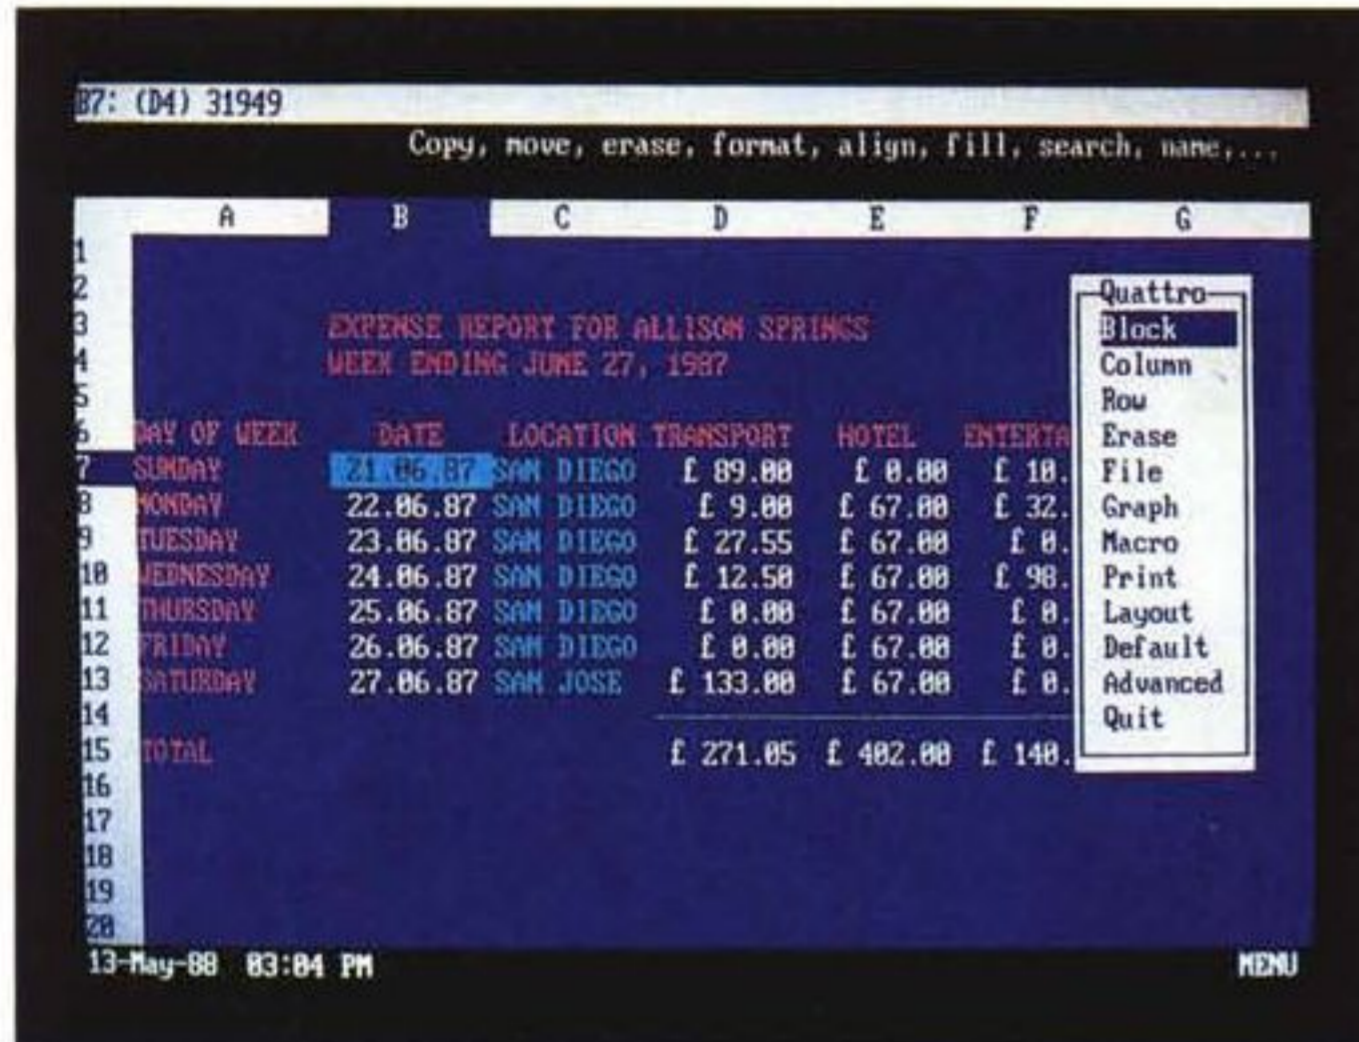 B7: (D4) 31949
Copy, move, erase, format, align, fill, search, name,...
A B C D E F G
1
2 Quattro
3 EXPENSE REPORT FOR ALLISON SPRINGS Block
4 WEEK ENDING JUNE 27, 1987 Column
5 Row
6 DAY OF WEEK DATE LOCATION TRANSPORT HOTEL ENTERTA Erase
7 SUNDAY 21.06.87 SAN DIEGO £ 89.00 £ 0.00 £ 10. File
8 MONDAY 22.06.87 SAN DIEGO £ 9.00 £ 67.00 £ 32. Graph
9 TUESDAY 23.06.87 SAN DIEGO £ 27.55 £ 67.00 £ 0. Macro
10 WEDNESDAY 24.06.87 SAN DIEGO £ 12.50 £ 67.00 £ 98. Print
11 THURSDAY 25.06.87 SAN DIEGO £ 0.00 £ 67.00 £ 0. Layout
12 FRIDAY 26.06.87 SAN DIEGO £ 0.00 £ 67.00 £ 0. Default
13 SATURDAY 27.06.87 SAN JOSE £ 133.00 £ 67.00 £ 0. Advanced
14 Quit
15 TOTAL £ 271.05 £ 402.00 £ 140.
16
17
18
19
20
13-May-88 03:04 PM MENU